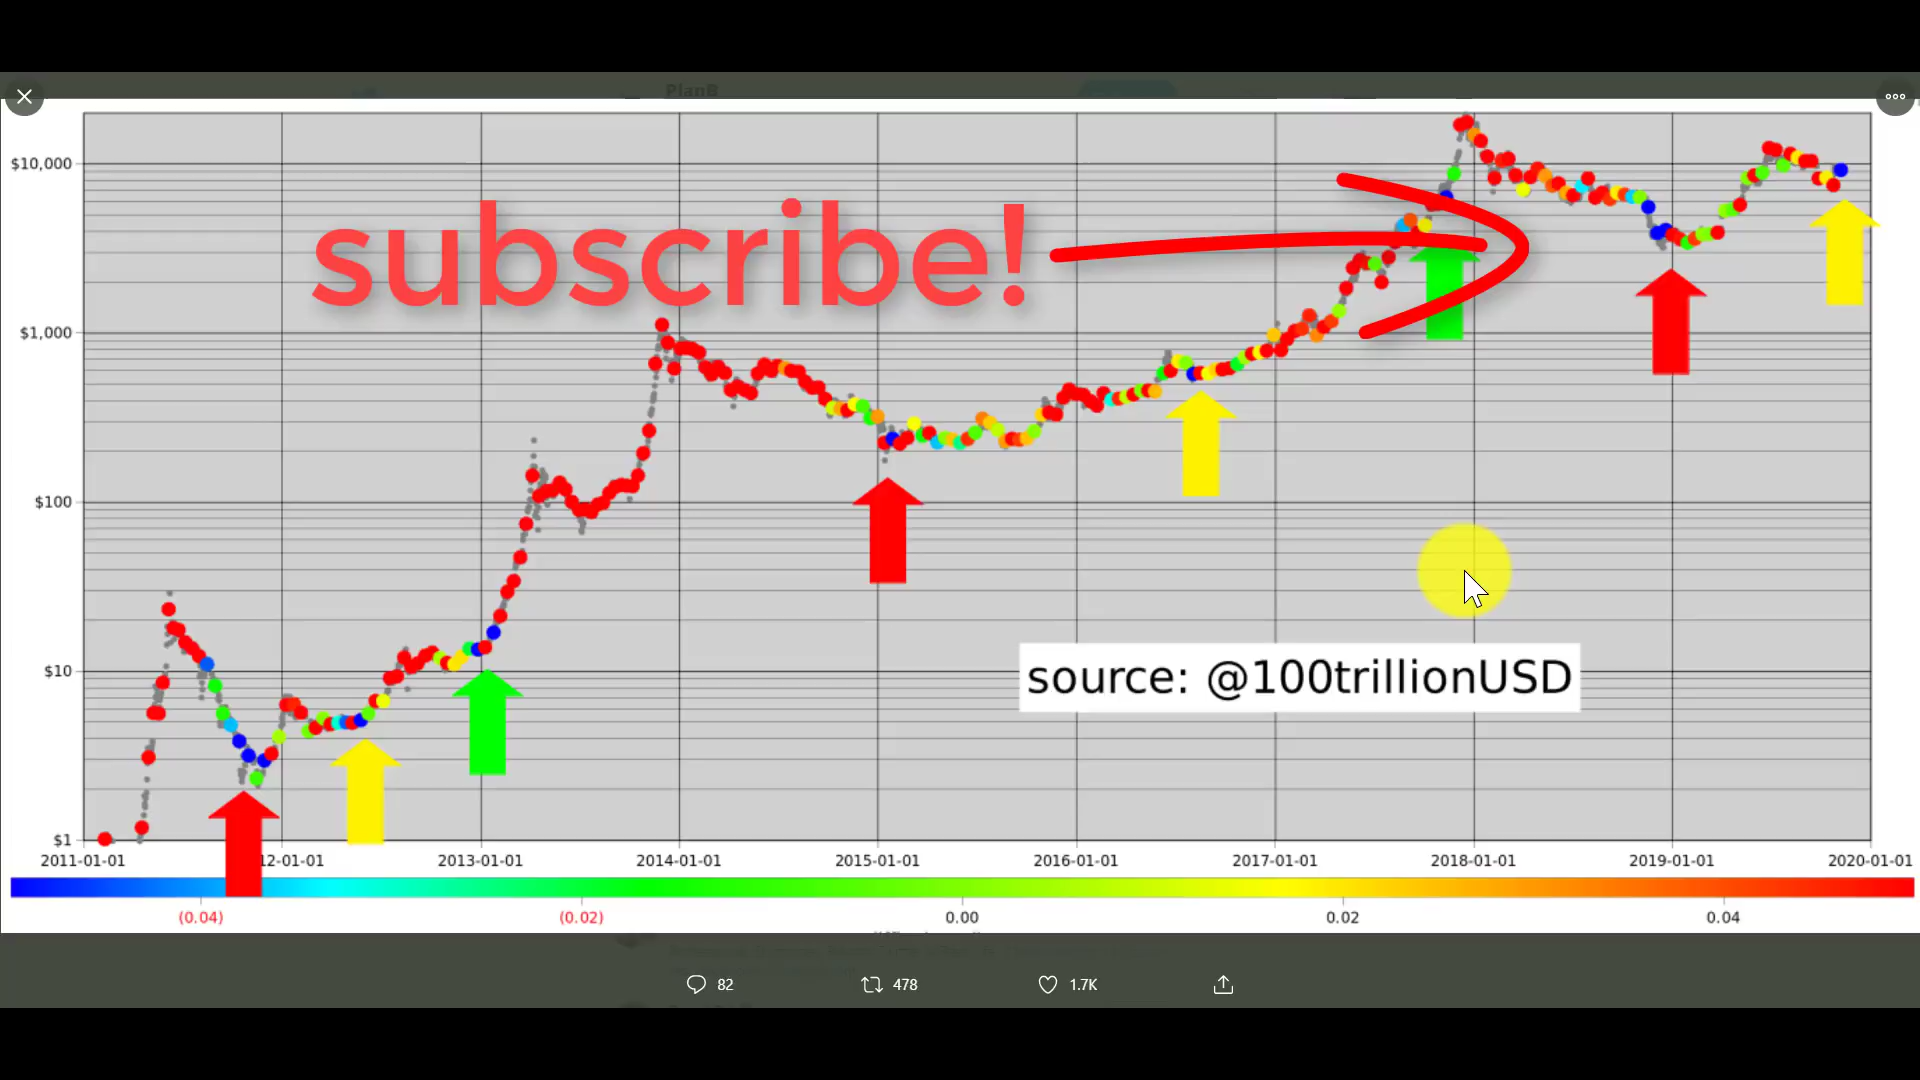 PlanB
$10,000
subscribe!
$1,000
$100
source: @100trillionUSD
$10
$1
2011-01-01 12-01-01 2013-01-01 2014-01-01 2015-01-01 2016-01-01 2017-01-01 2018-01-01 2019-01-01 2020-01-01
(0.04) (0.02) 0.00 0.02 0.04
82 478 1.7K